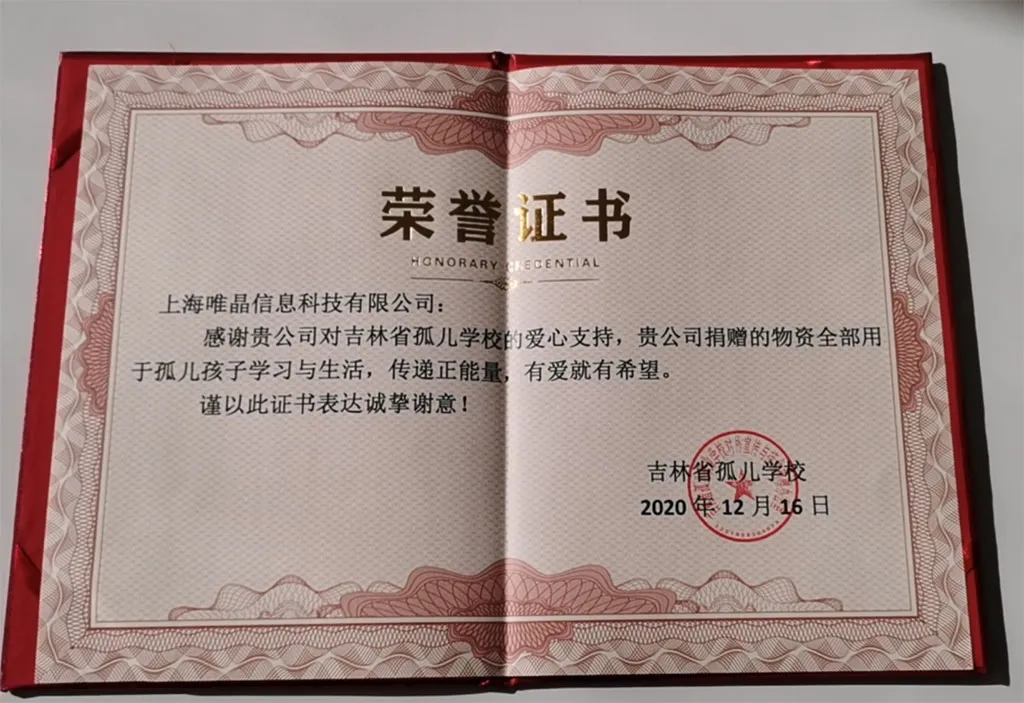 荣誉证书
HONORARY CREDENTIAL
上海唯晶信息科技有限公司：
感谢贵公司对吉林省孤儿学校的爱心支持，贵公司捐赠的物资全部用
于孤儿孩子学习与生活，传递正能量，有爱就有希望。
谨以此证书表达诚挚谢意！
吉林省孤儿学校
2020 年 12 月 16 日